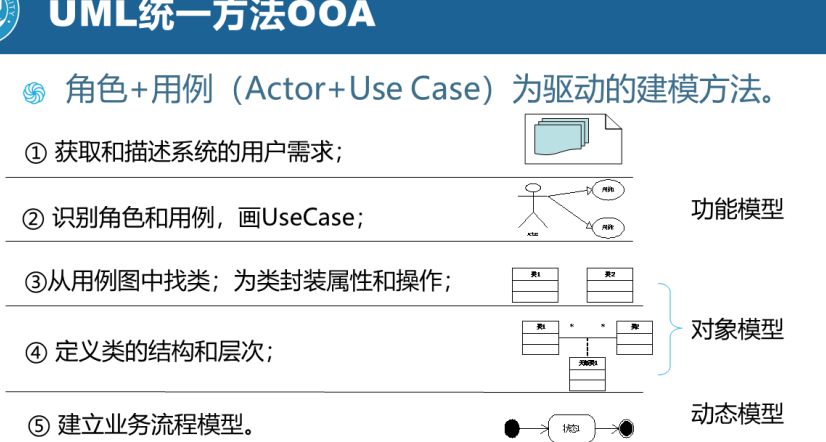 UML统一方法OOA
角色+用例（Actor+Use Case）为驱动的建模方法。
① 获取和描述系统的用户需求；
② 识别角色和用例，画UseCase；
功能模型
③从用例图中找类；为类封装属性和操作；
类1 类2
④ 定义类的结构和层次；
类1 * * 类2
对象模型
⑤ 建立业务流程模型。
状态
动态模型